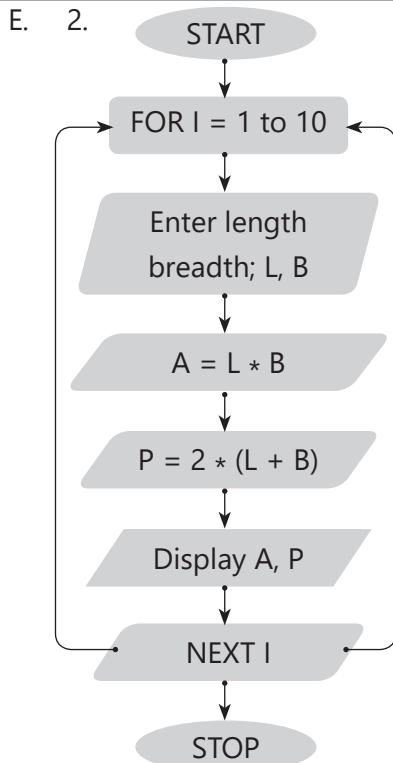 E. 2.
START
FOR I = 1 to 10
Enter length
breadth; L, B
A = L * B
P = 2 * (L + B)
Display A, P
NEXT I
STOP